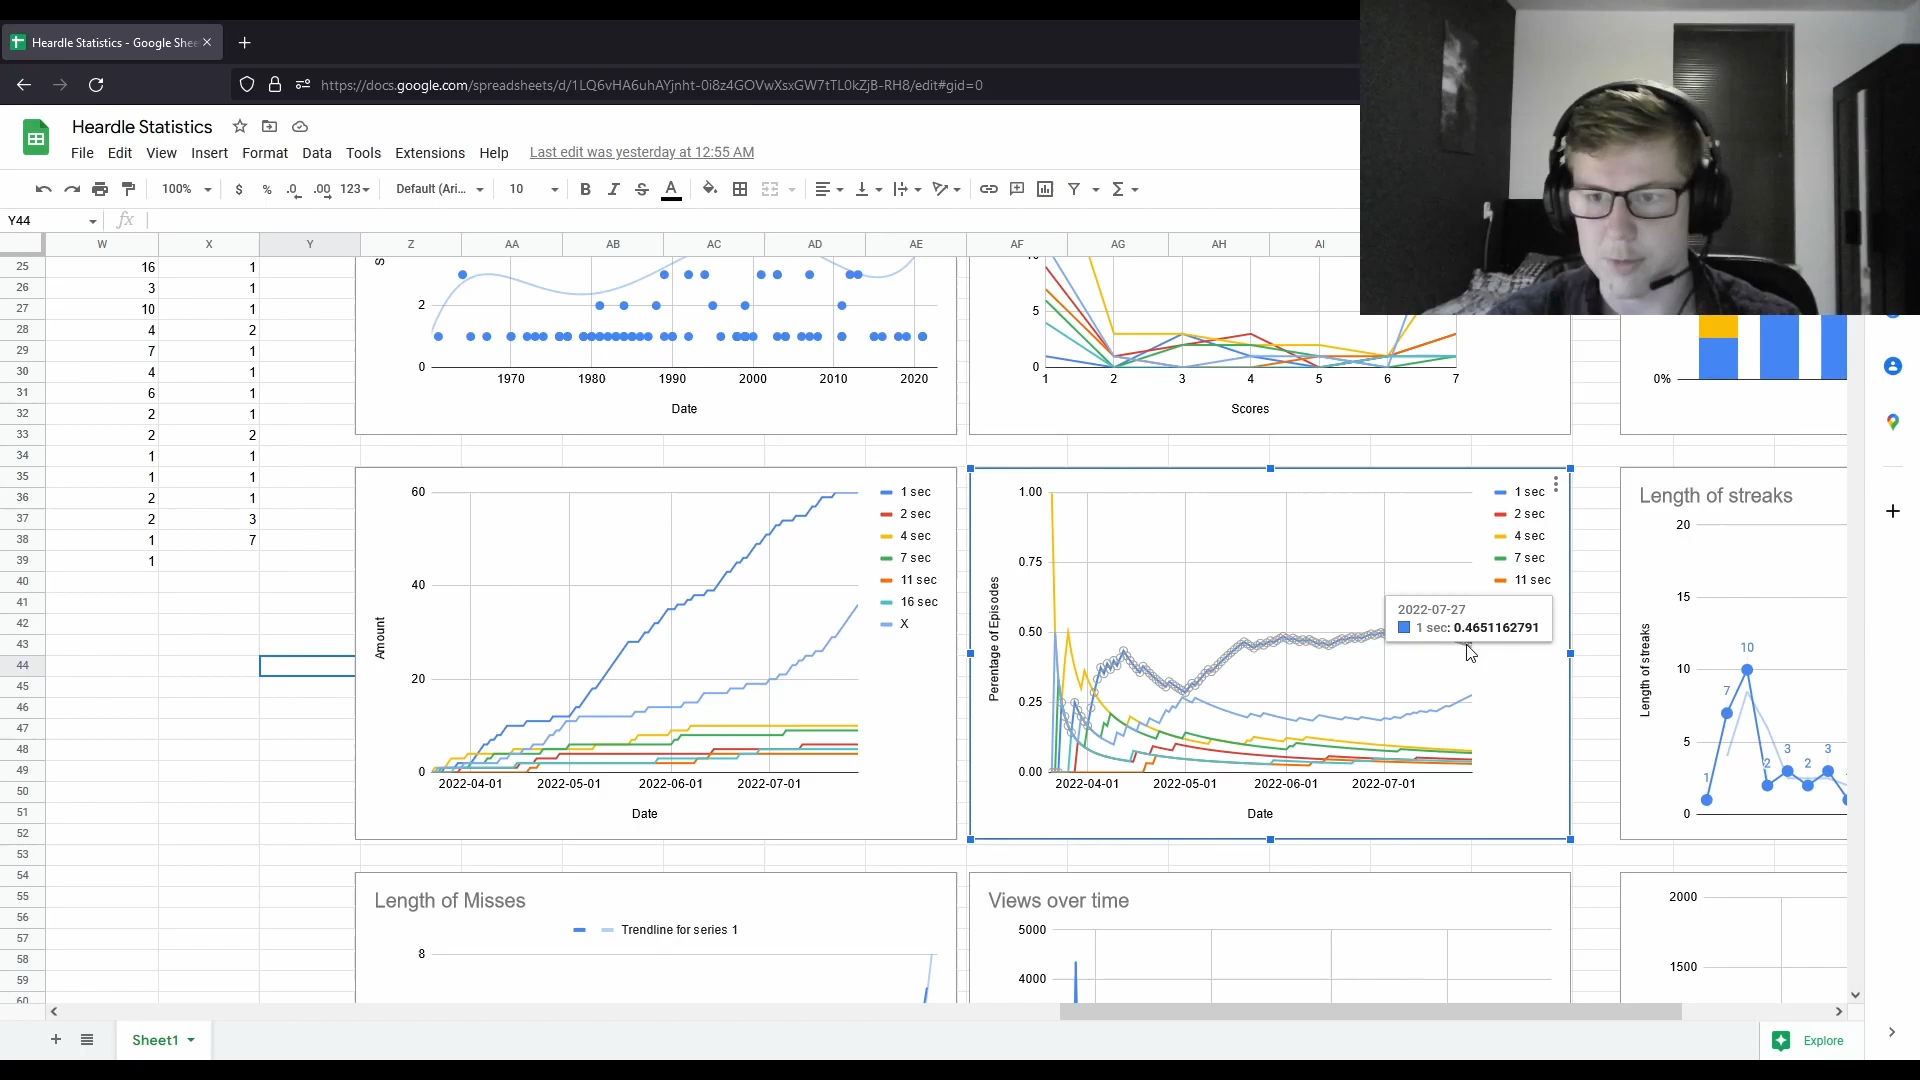 Heardle Statistics - Google Shee
https://docs.google.com/spreadsheets/d/1LQ6vHA6uhAYjnht-0i8z4GOVwXsxGW7tTL0kZjB-RH8/edit#gid=0
Heardle Statistics
File Edit View Insert Format Data Tools Extensions Help Last edit was yesterday at 12:55 AM
100% $ % .0 .00 123 Default (Ari... 10 B I S A
Y44 fx
W X Y Z AA AB AC AD AE AF AG AH AI
25 16 1
26 3 1
27 10 1
28 4 2
29 7 1
30 4 1
31 6 1
32 2 1
33 2 2
34 1 1
35 1 1
36 2 1
37 2 3
38 1 7
39 1
40
41
42
43
44
45
46
47
48
49
50
51
52
53
54
55
56
57
58
59
60
2
0
1970 1980 1990 2000 2010 2020
Date
10
5
0
1 2 3 4 5 6 7
Scores
0%
60
40
20
0
Amount
2022-04-01 2022-05-01 2022-06-01 2022-07-01
Date
1 sec
2 sec
4 sec
7 sec
11 sec
16 sec
X
1.00
0.75
0.50
0.25
0.00
Perentage of Episodes
2022-04-01 2022-05-01 2022-06-01 2022-07-01
Date
1 sec
2 sec
4 sec
7 sec
11 sec
2022-07-27
1 sec: 0.4651162791
Length of streaks
20
15
10
5
0
Length of streaks
1 7 10 2 3 2 3
Length of Misses
Trendline for series 1
8
Views over time
5000
4000
2000
1500
Sheet1
Explore